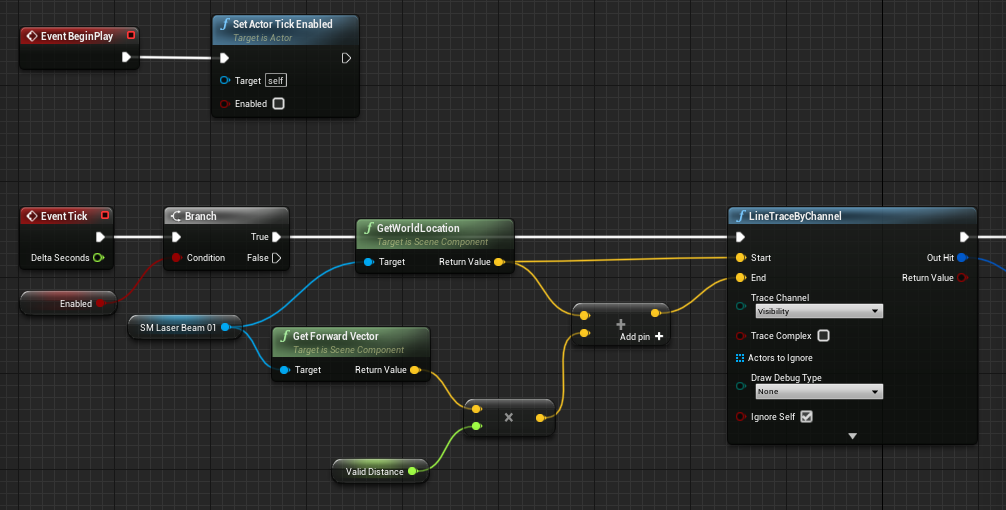 Event BeginPlay
Set Actor Tick Enabled
Target is Actor
Target self
Enabled
Event Tick
Delta Seconds
Enabled
Branch
True
Condition
False
SM Laser Beam 01
GetWorldLocation
Target is Scene Component
Target
Return Value
Get Forward Vector
Target is Scene Component
Target
Return Value
Valid Distance
×
+
Add pin +
LineTraceByChannel
Start
Out Hit
End
Return Value
Trace Channel
Visibility
Trace Complex
Actors to Ignore
Draw Debug Type
None
Ignore Self